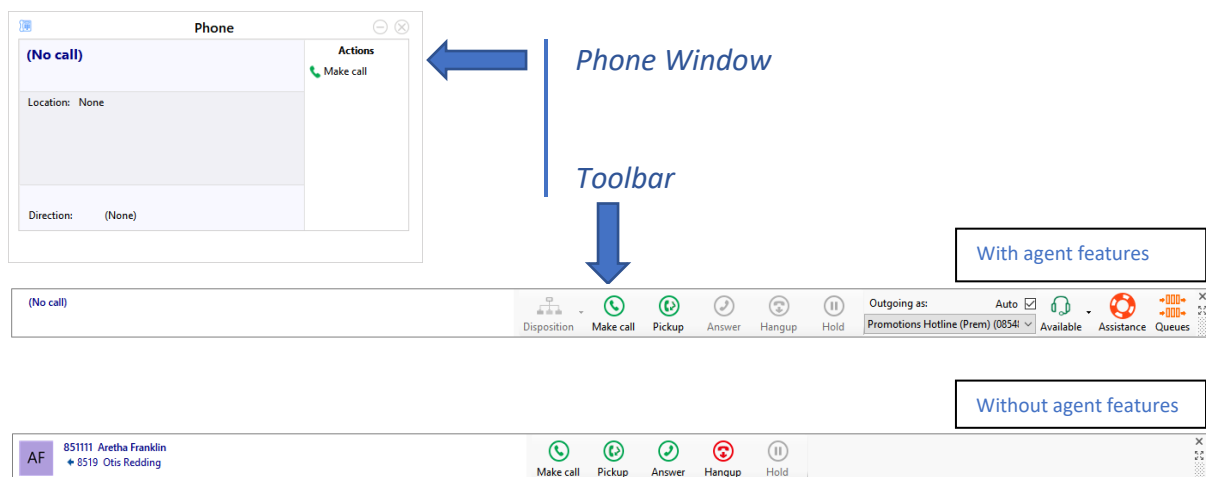 Phone
(No call)
Actions
Make call
Location: None
Direction: (None)
Phone Window
Toolbar
With agent features
(No call)
Disposition Make call Pickup Answer Hangup Hold
Outgoing as: Auto
Promotions Hotline (Prem) (0854
Available Assistance Queues
Without agent features
AF
851111 Aretha Franklin
8519 Otis Redding
Make call Pickup Answer Hangup Hold